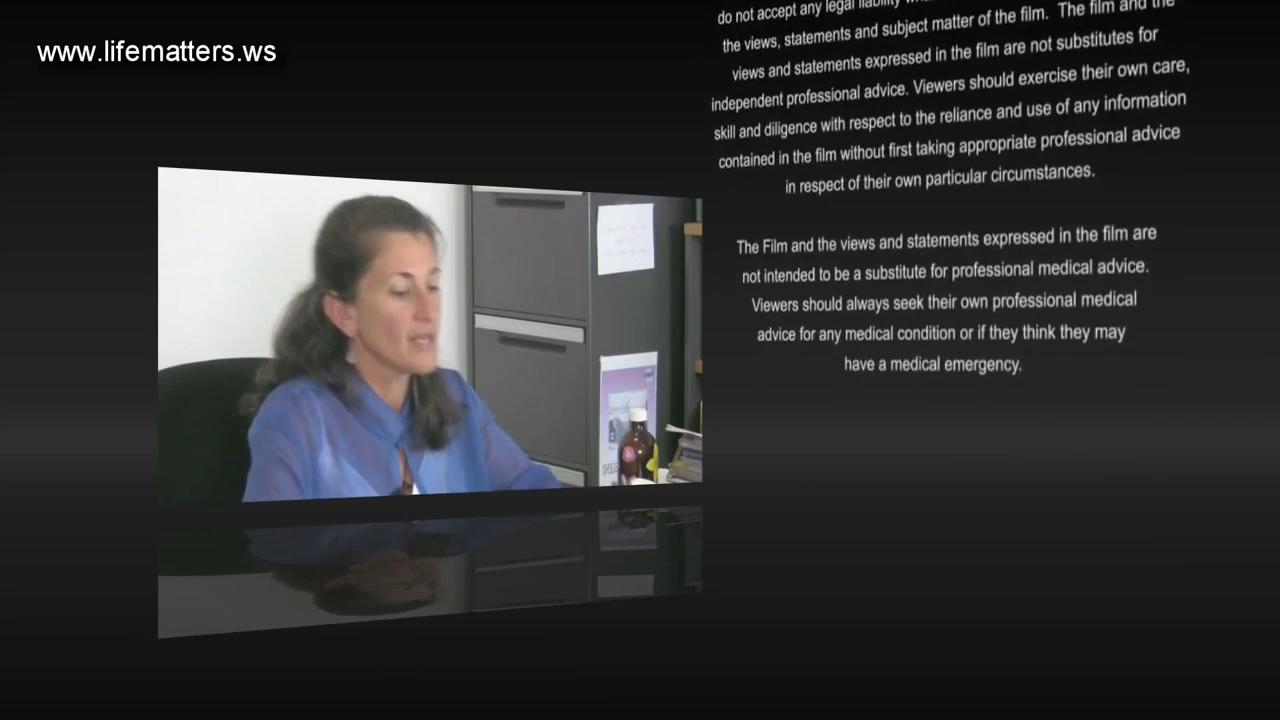 www.lifematters.ws
do not accept any legal liability
the views, statements and subject matter of the film. The film and the
views and statements expressed in the film are not substitutes for
independent professional advice. Viewers should exercise their own care,
skill and diligence with respect to the reliance and use of any information
contained in the film without first taking appropriate professional advice
in respect of their own particular circumstances.
The Film and the views and statements expressed in the film are
not intended to be a substitute for professional medical advice.
Viewers should always seek their own professional medical
advice for any medical condition or if they think they may
have a medical emergency.